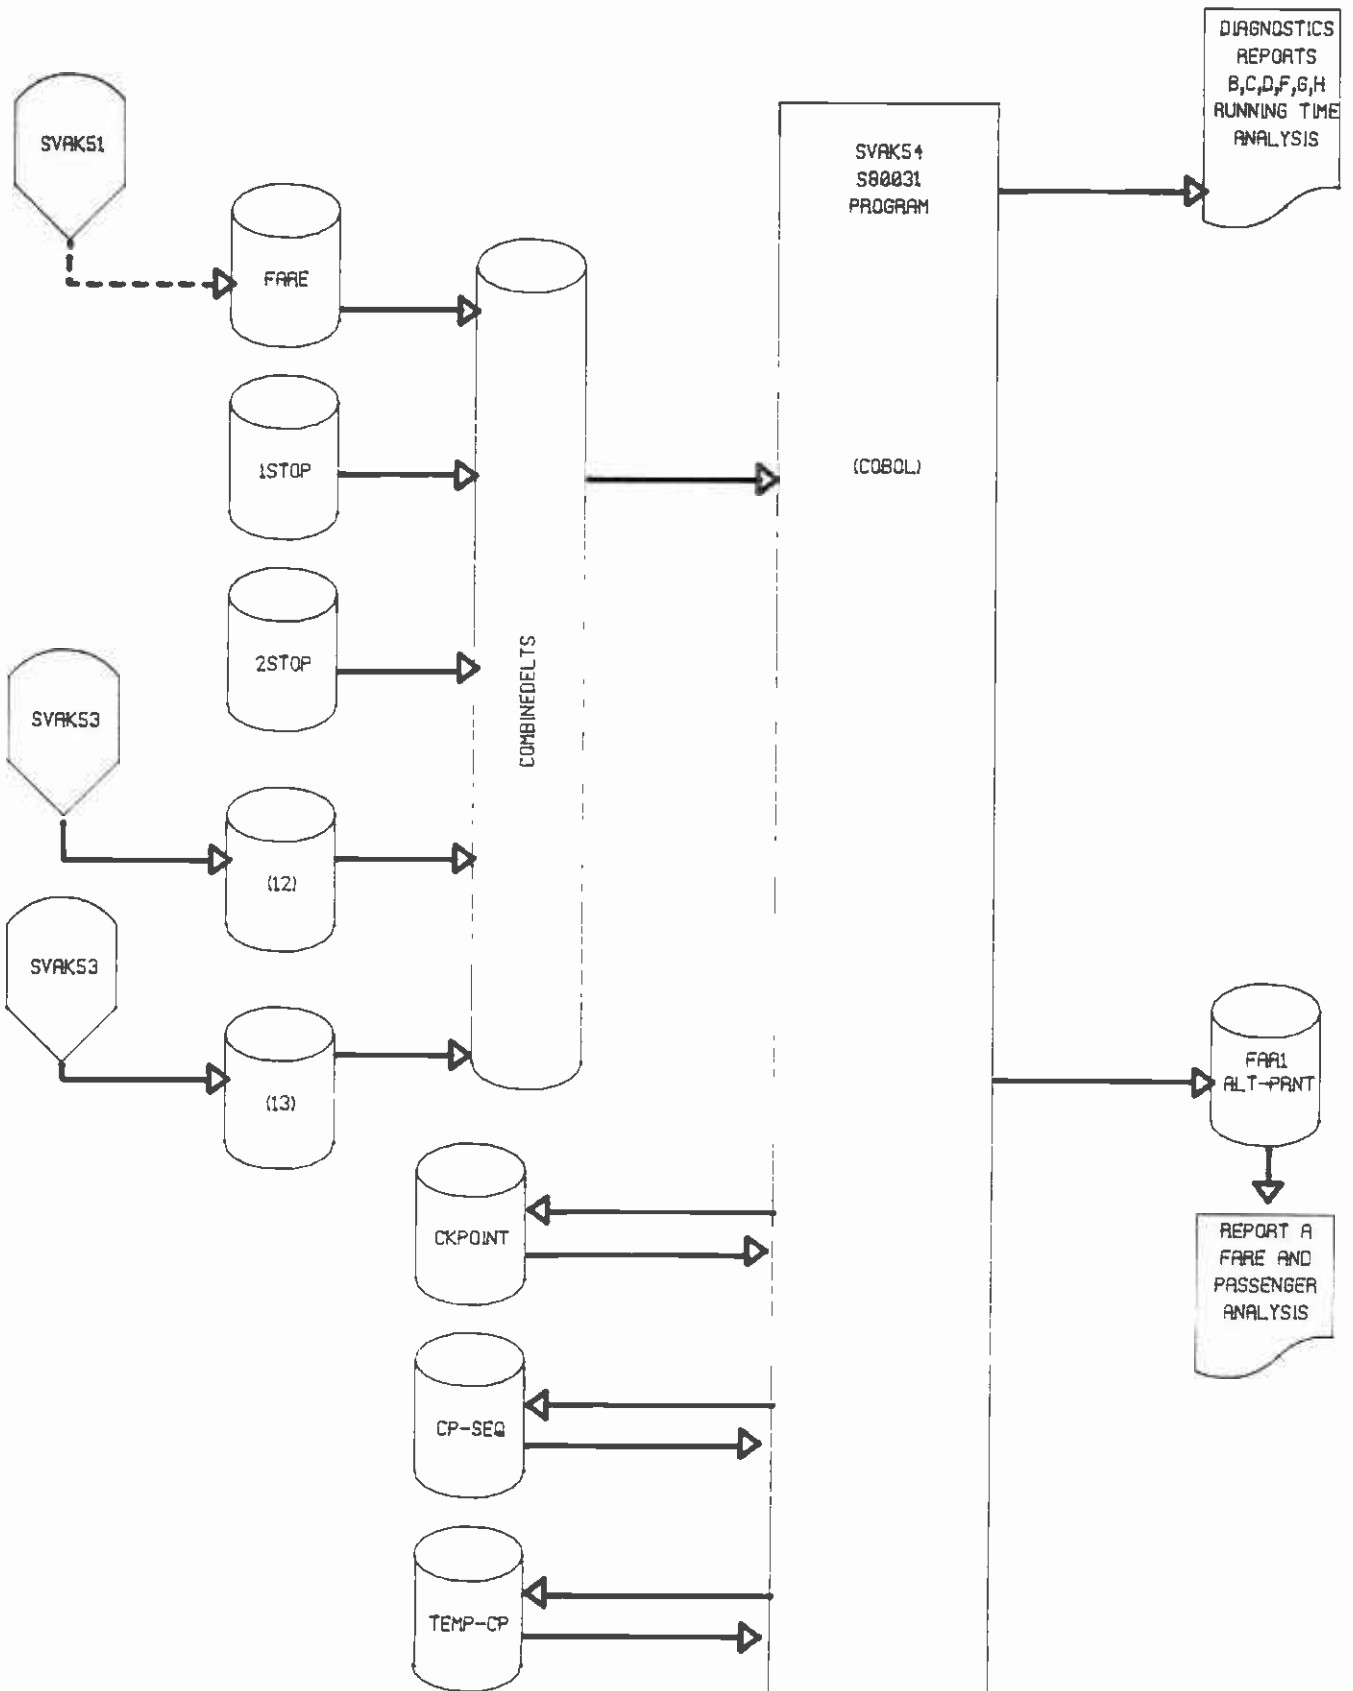 DIAGNOSTICS
REPORTS
B,C,D,F,G,H
RUNNING TIME
ANALYSIS
SVAK51
SVAK54
S80031
PROGRAM
FARE
1STOP
(COBOL)
2STOP
COMBINEDELTS
SVAK53
(12)
SVAK53
(13)
FAA1
ALT-PRNT
CKPOINT
REPORT A
FARE AND
PASSENGER
ANALYSIS
CP-SEQ
TEMP-CP